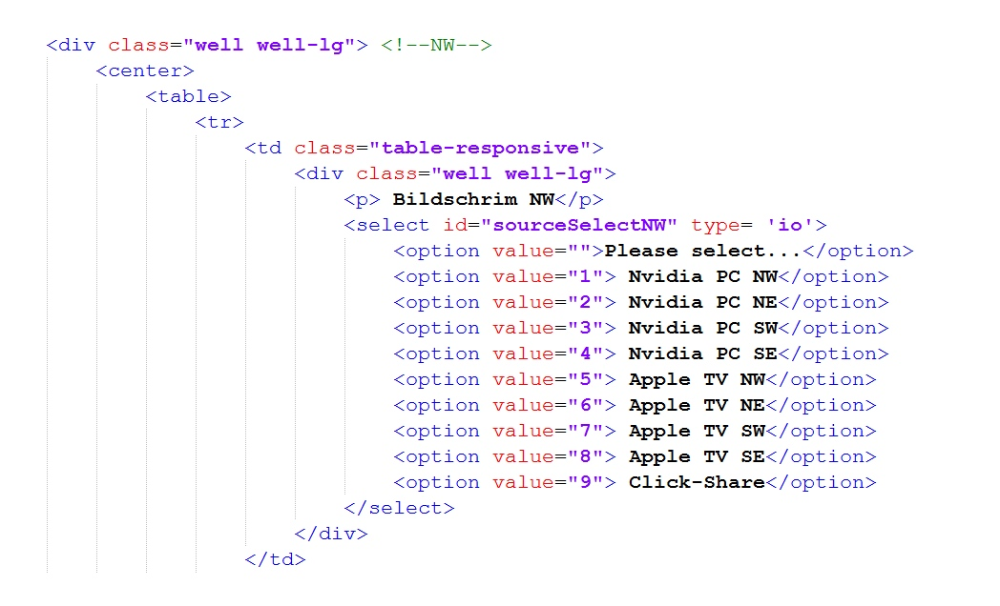 <div class="well well-lg"> <!--NW-->
<center>
<table>
<tr>
<td class="table-responsive">
<div class="well well-lg">
<p> Bildschrim NW</p>
<select id="sourceSelectNW" type= 'io'>
<option value="">Please select...</option>
<option value="1"> Nvidia PC NW</option>
<option value="2"> Nvidia PC NE</option>
<option value="3"> Nvidia PC SW</option>
<option value="4"> Nvidia PC SE</option>
<option value="5"> Apple TV NW</option>
<option value="6"> Apple TV NE</option>
<option value="7"> Apple TV SW</option>
<option value="8"> Apple TV SE</option>
<option value="9"> Click-Share</option>
</select>
</div>
</td>